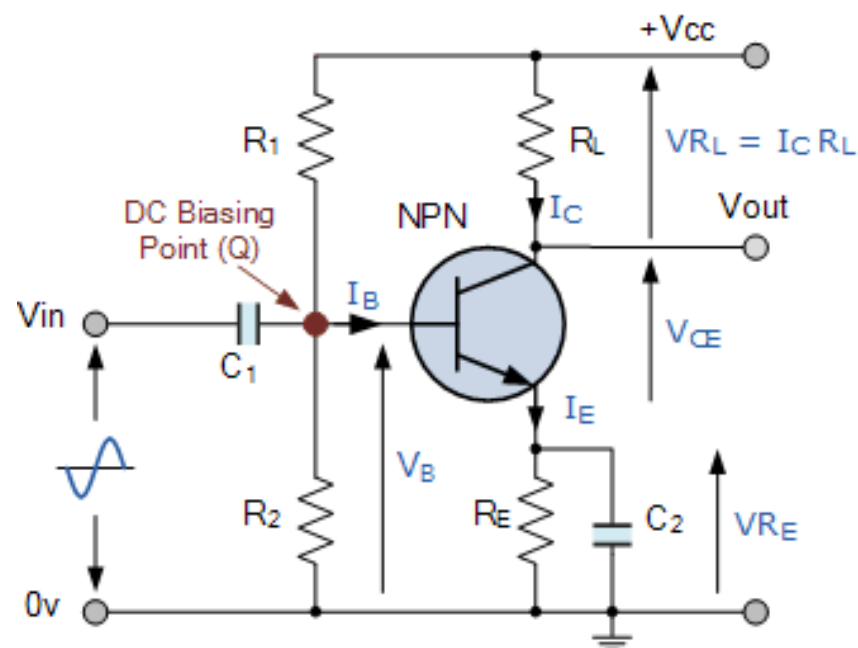 +Vcc
R1
RL
VRL = IC RL
DC Biasing
Point (Q)
NPN
IC
Vout
Vin
IB
VCE
C1
IE
VB
R2
RE
C2
VRE
0v